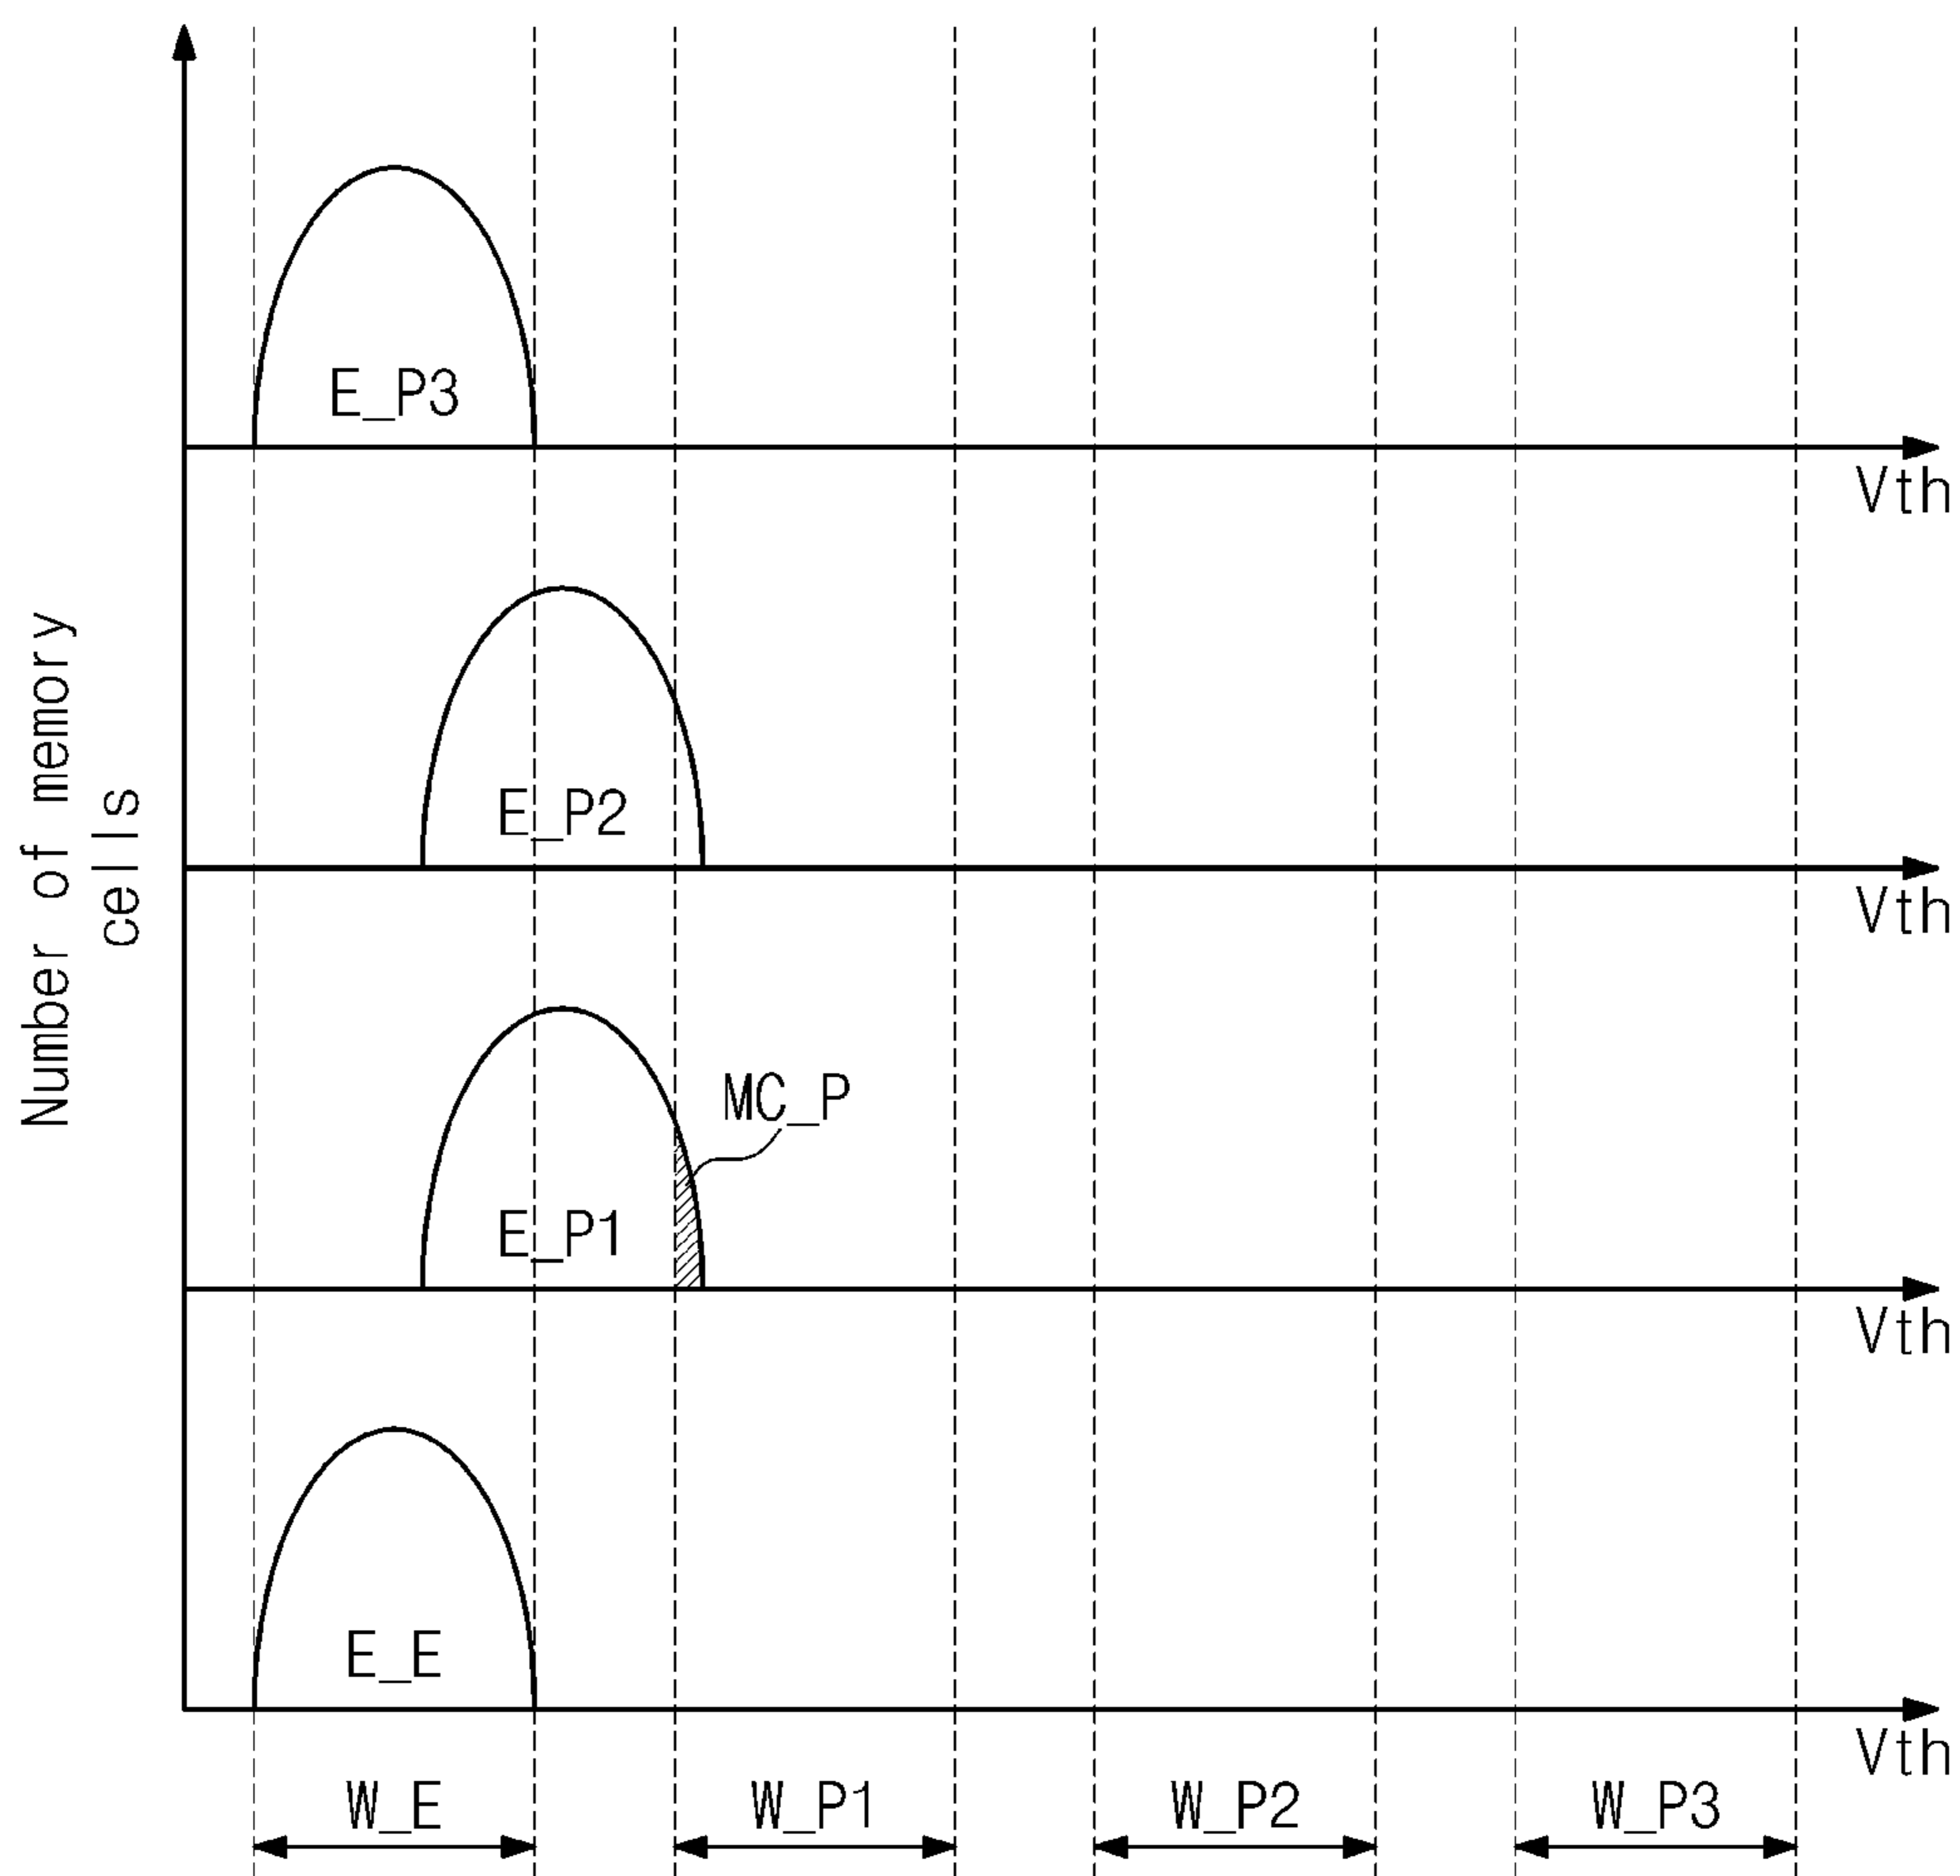 Number of memory
cells
E_P3
Vth
E_P2
Vth
MC_P
E_P1
Vth
E_E
Vth
W_E
W_P1
W_P2
W_P3